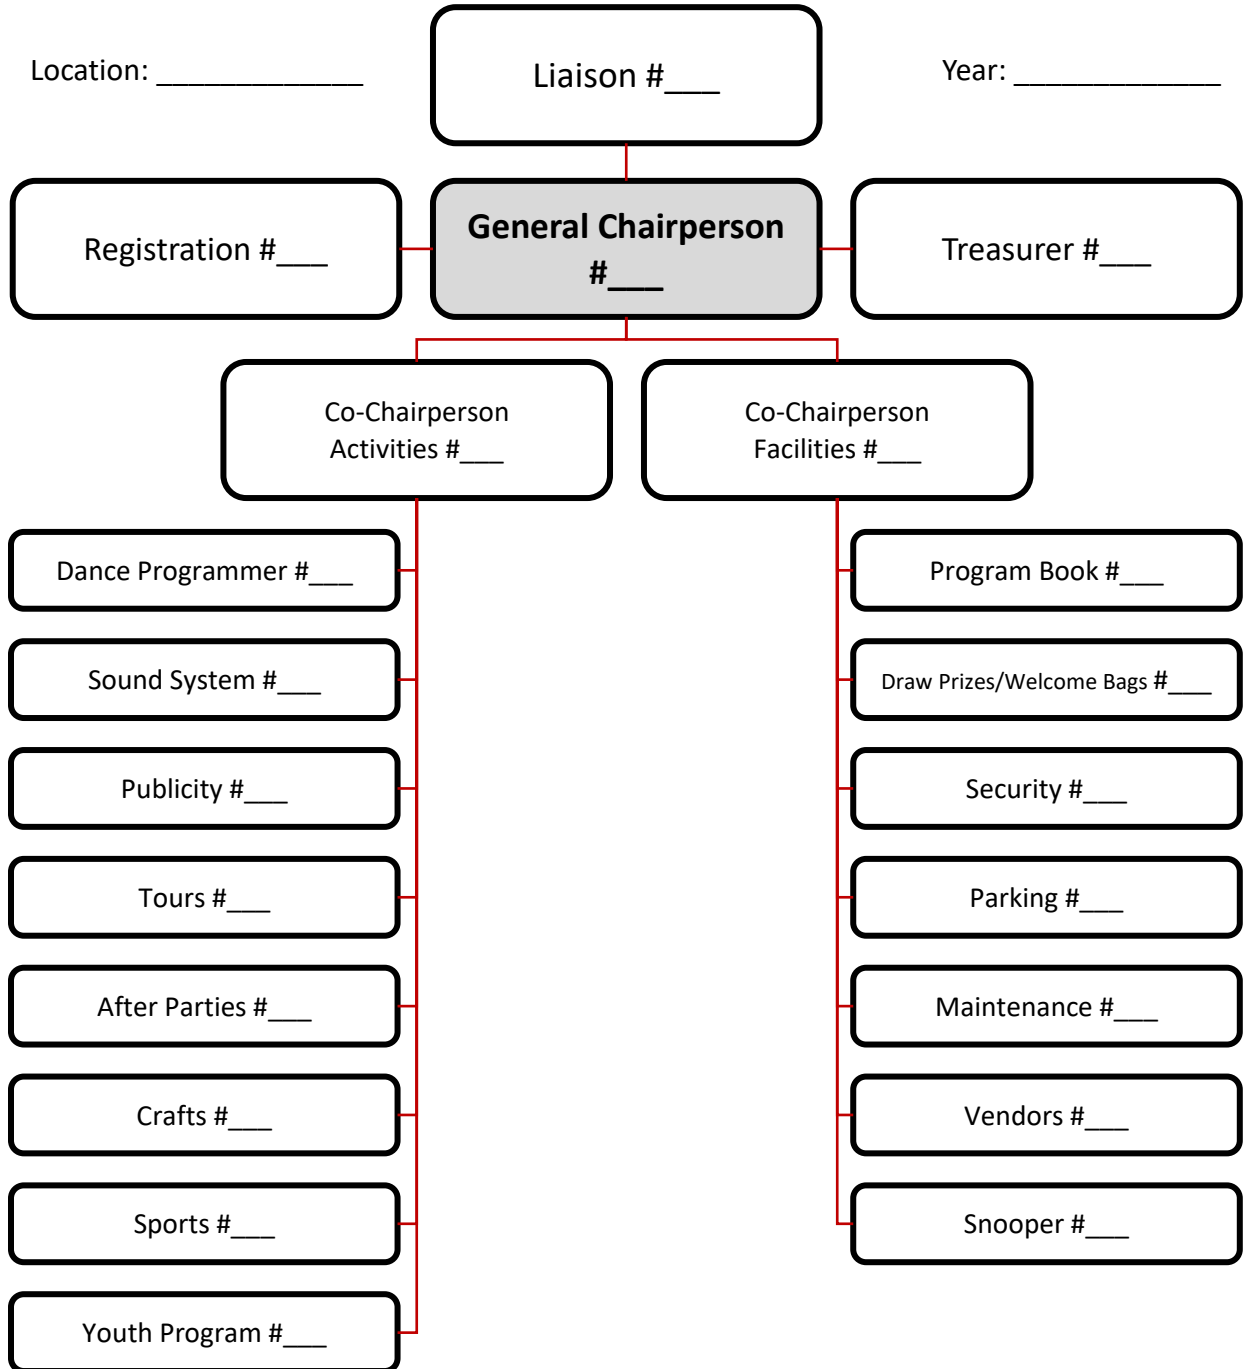 Location: _____________
Liaison #___
Year: _____________
Registration #___
General Chairperson
#___
Treasurer #___
Co-Chairperson
Activities #___
Co-Chairperson
Facilities #___
Dance Programmer #___
Program Book #___
Sound System #___
Draw Prizes/Welcome Bags #___
Publicity #___
Security #___
Tours #___
Parking #___
After Parties #___
Maintenance #___
Crafts #___
Vendors #___
Sports #___
Snooper #___
Youth Program #___